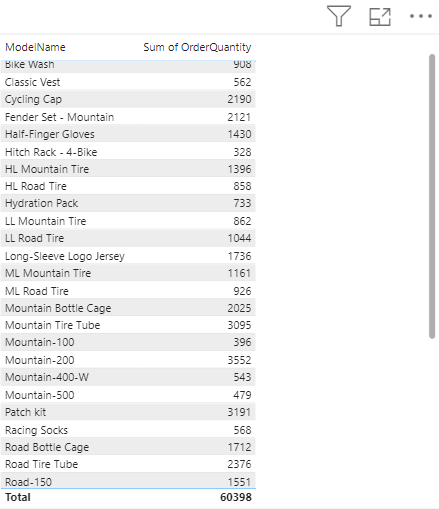 ModelName Sum of OrderQuantity
Bike Wash 908
Classic Vest 562
Cycling Cap 2190
Fender Set - Mountain 2121
Half-Finger Gloves 1430
Hitch Rack - 4-Bike 328
HL Mountain Tire 1396
HL Road Tire 858
Hydration Pack 733
LL Mountain Tire 862
LL Road Tire 1044
Long-Sleeve Logo Jersey 1736
ML Mountain Tire 1161
ML Road Tire 926
Mountain Bottle Cage 2025
Mountain Tire Tube 3095
Mountain-100 396
Mountain-200 3552
Mountain-400-W 543
Mountain-500 479
Patch kit 3191
Racing Socks 568
Road Bottle Cage 1712
Road Tire Tube 2376
Road-150 1551
Total 60398